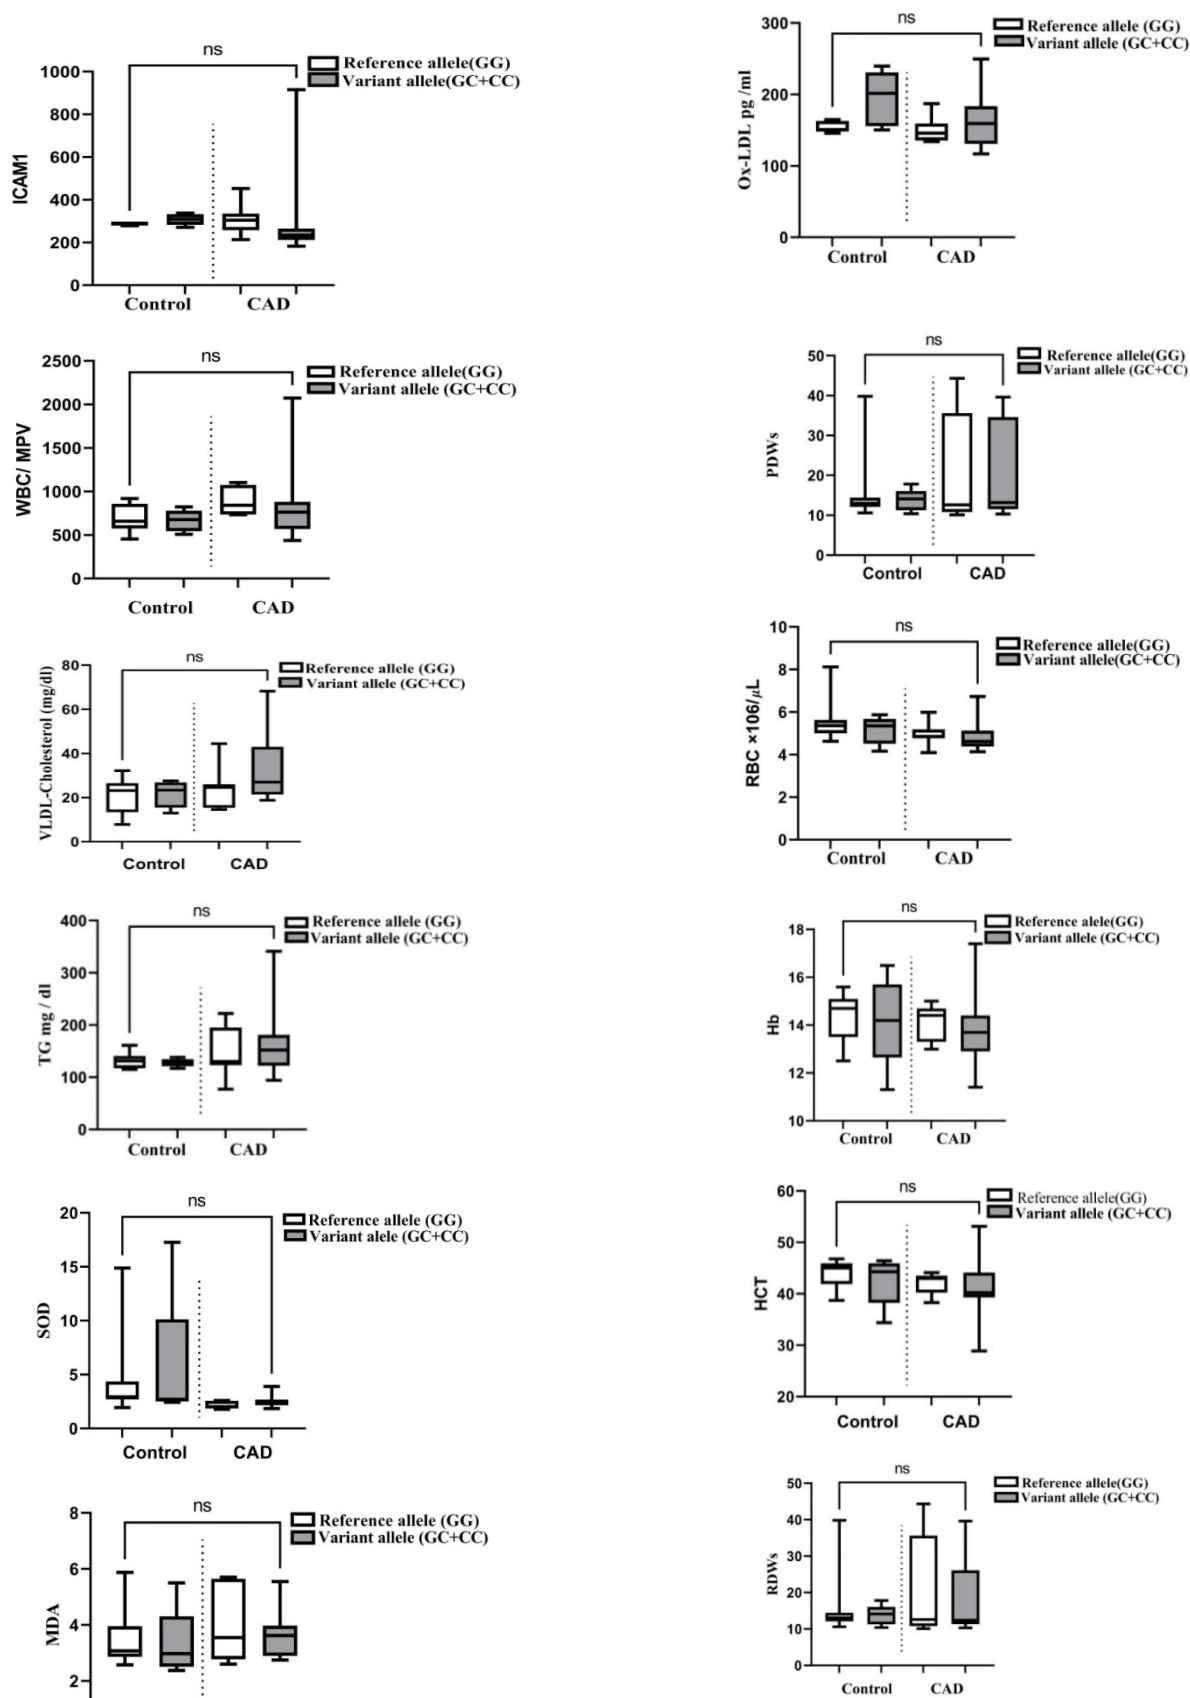 ns
Reference allele(GG)
Variant allele(GC+CC)
1000
800
600
400
200
0
ICAM1
Control CAD
ns
Reference allele (GG)
Variant allele (GC+CC)
300
200
100
0
Ox-LDL pg /ml
Control CAD
ns
Reference allele(GG)
Variant allele (GC+CC)
2500
2000
1500
1000
500
0
WBC/ MPV
Control CAD
ns
Reference allele(GG)
Variant allele (GC+CC)
50
40
30
20
10
0
PDWs
Control CAD
ns
Reference allele (GG)
Variant allele (GC+CC)
80
60
40
20
0
VLDL-Cholesterol (mg/dl)
Control CAD
ns
Reference allele(GG)
Variant allele(GC+CC)
10
8
6
4
2
0
RBC ×106/µL
Control CAD
ns
Reference allele (GG)
Variant allele (GC+CC)
400
300
200
100
0
TG mg / dl
Control CAD
ns
Reference allele(GG)
Variant allele (GC+CC)
18
16
14
12
10
Hb
Control CAD
ns
Reference allele (GG)
Variant alele (GC+CC)
20
15
10
5
0
SOD
Control CAD
ns
Reference allele(GG)
Variant allele (GC+CC)
60
50
40
30
20
HCT
Control CAD
ns
Reference allele (GG)
Variant allele (GC+CC)
8
6
4
2
MDA
ns
Reference allele(GG)
Variant allele (GC+CC)
50
40
30
20
10
0
RDWs
Control CAD